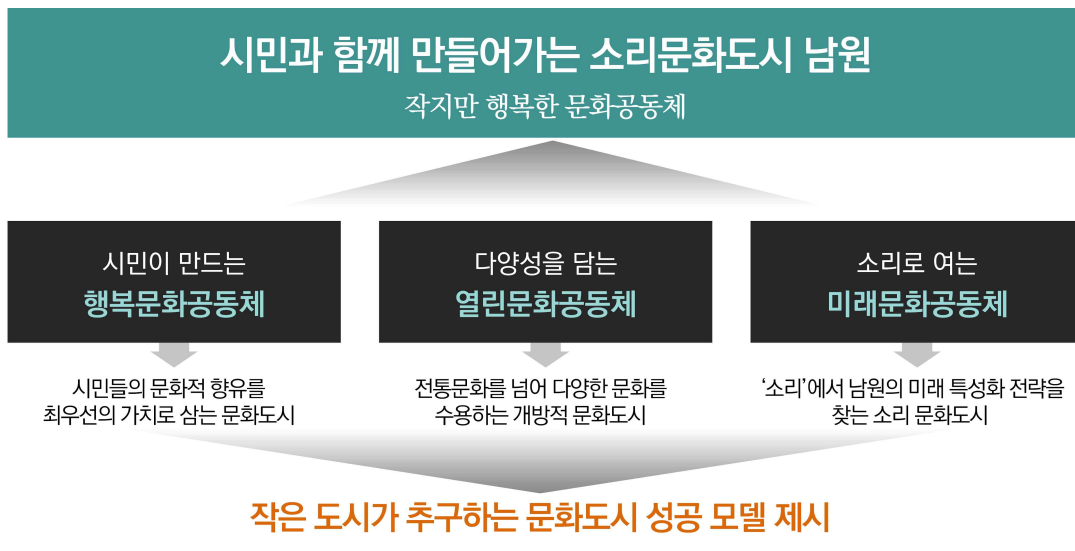 시민과 함께 만들어가는 소리문화도시 남원
작지만 행복한 문화공동체
시민이 만드는
행복문화공동체
다양성을 담는
열린문화공동체
소리로 여는
미래문화공동체
시민들의 문화적 향유를
최우선의 가치로 삼는 문화도시
전통문화를 넘어 다양한 문화를
수용하는 개방적 문화도시
‘소리’에서 남원의 미래 특성화 전략을
찾는 소리 문화도시
작은 도시가 추구하는 문화도시 성공 모델 제시